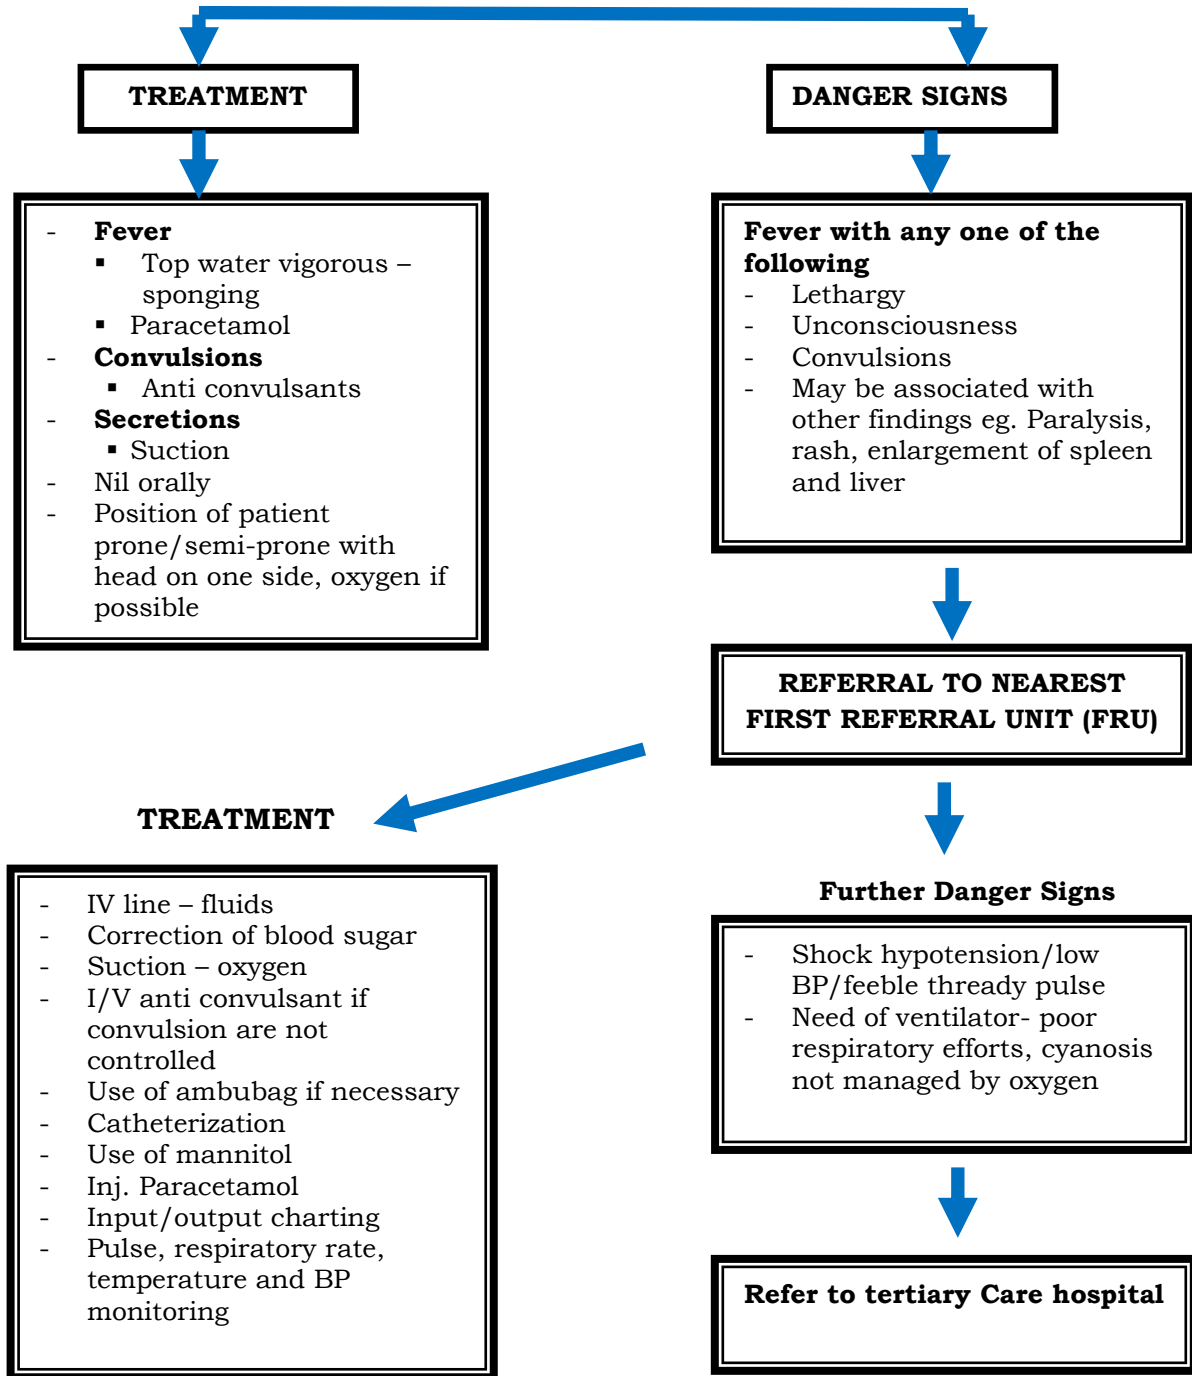 TREATMENT
DANGER SIGNS
- Fever
▪ Top water vigorous –
sponging
▪ Paracetamol
- Convulsions
▪ Anti convulsants
- Secretions
▪ Suction
- Nil orally
- Position of patient
prone/semi-prone with
head on one side, oxygen if
possible
Fever with any one of the
following
- Lethargy
- Unconsciousness
- Convulsions
- May be associated with
other findings eg. Paralysis,
rash, enlargement of spleen
and liver
REFERRAL TO NEAREST
FIRST REFERRAL UNIT (FRU)
TREATMENT
- IV line – fluids
- Correction of blood sugar
- Suction – oxygen
- I/V anti convulsant if
convulsion are not
controlled
- Use of ambubag if necessary
- Catheterization
- Use of mannitol
- Inj. Paracetamol
- Input/output charting
- Pulse, respiratory rate,
temperature and BP
monitoring
Further Danger Signs
- Shock hypotension/low
BP/feeble thready pulse
- Need of ventilator- poor
respiratory efforts, cyanosis
not managed by oxygen
Refer to tertiary Care hospital